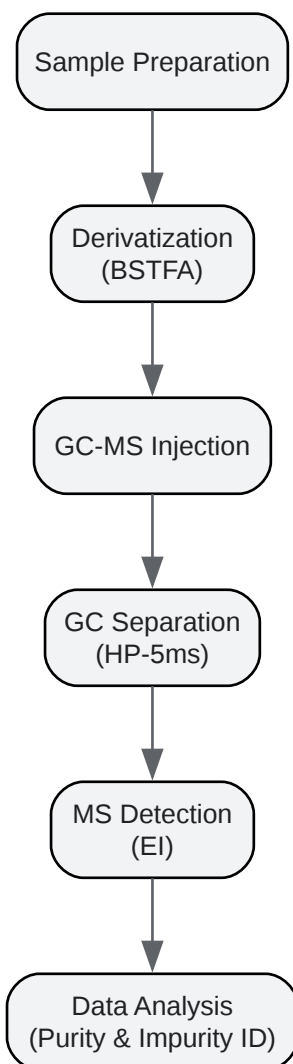 Sample Preparation
Derivatization
(BSTFA)
GC-MS Injection
GC Separation
(HP-5ms)
MS Detection
(EI)
Data Analysis
(Purity & Impurity ID)